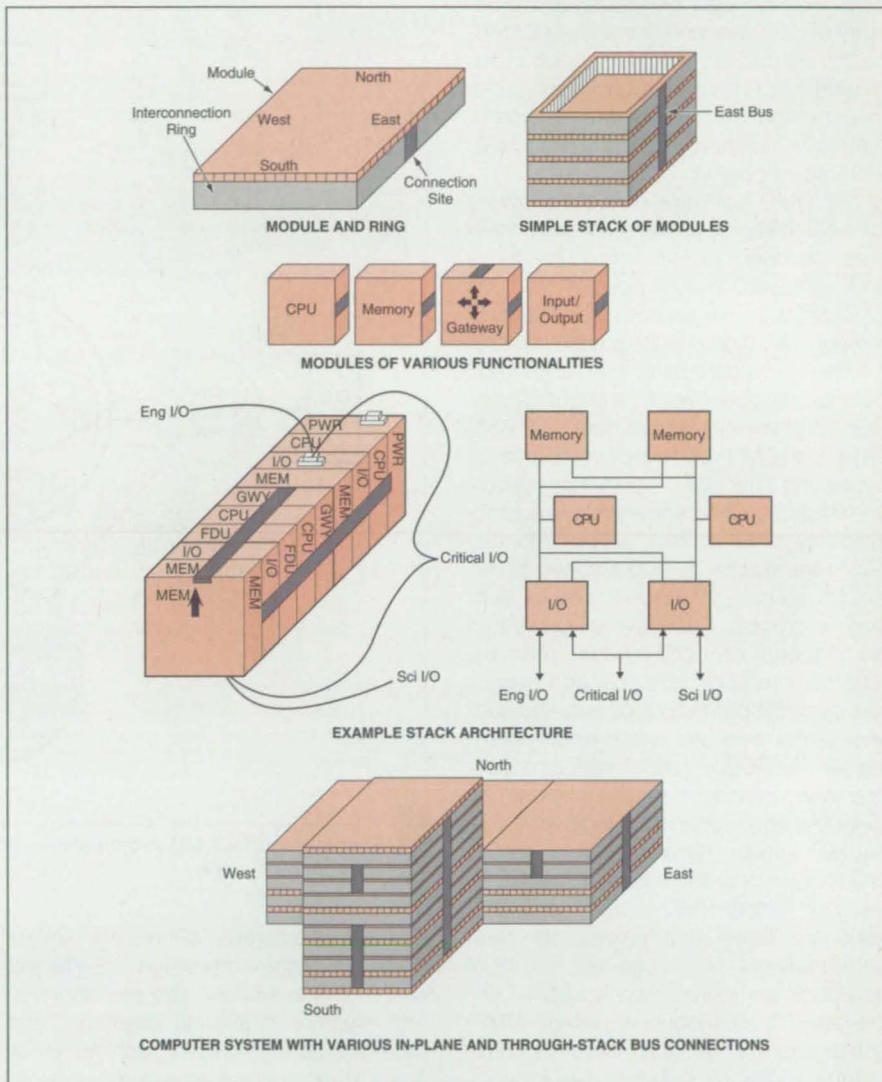 Module
North
Interconnection
Ring
West
East
East Bus
South
Connection
Site
MODULE AND RING
SIMPLE STACK OF MODULES
CPU
Memory
Gateway
Input/
Output
MODULES OF VARIOUS FUNCTIONALITIES
Eng I/O
PWR
CPU
I/O
MEM
GWY
CPU
FDU
I/O
MEM
MEM
PWR
CPU
I/O
MEM
GWY
CPU
FDU
I/O
MEM
Critical I/O
Sci I/O
Memory
Memory
CPU
CPU
I/O
I/O
Eng I/O
Critical I/O
Sci I/O
EXAMPLE STACK ARCHITECTURE
North
West
East
South
COMPUTER SYSTEM WITH VARIOUS IN-PLANE AND THROUGH-STACK BUS CONNECTIONS